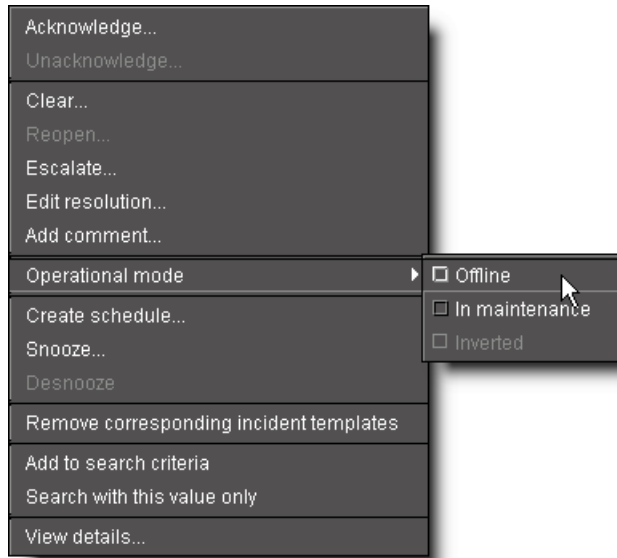 Acknowledge...
Unacknowledge...
Clear...
Reopen...
Escalate...
Edit resolution...
Add comment...
Operational mode
Offline
In maintenance
Inverted
Create schedule...
Snooze...
Desnooze
Remove corresponding incident templates
Add to search criteria
Search with this value only
View details...